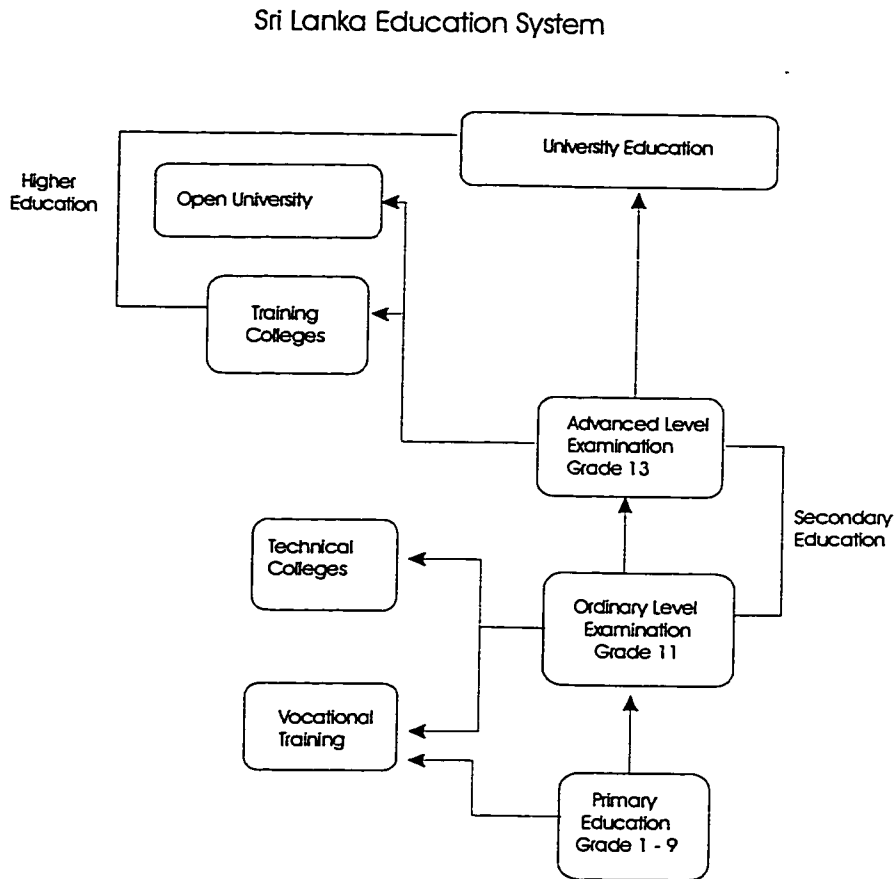 Sri Lanka Education System
University Education
Higher
Education
Open University
Training
Colleges
Advanced Level
Examination
Grade 13
Secondary
Education
Technical
Colleges
Ordinary Level
Examination
Grade 11
Vocational
Training
Primary
Education
Grade 1 - 9